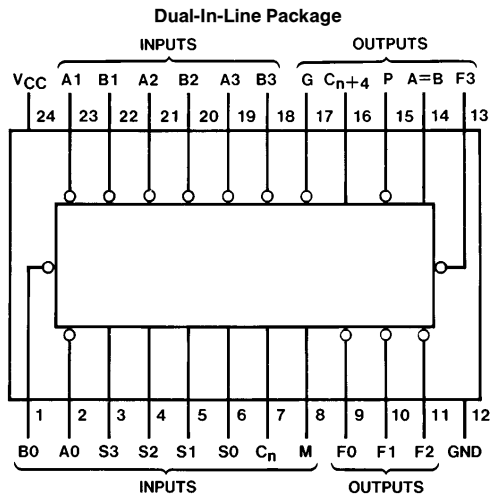 Dual-In-Line Package
INPUTS OUTPUTS
VCC A1 B1 A2 B2 A3 B3 G Cn+4 P A=B F3
24 23 22 21 20 19 18 17 16 15 14 13
1 2 3 4 5 6 7 8 9 10 11 12
B0 A0 S3 S2 S1 S0 Cn M F0 F1 F2 GND
INPUTS OUTPUTS